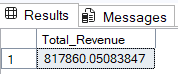 Results Messages
Total_Revenue
1 817860.05083847